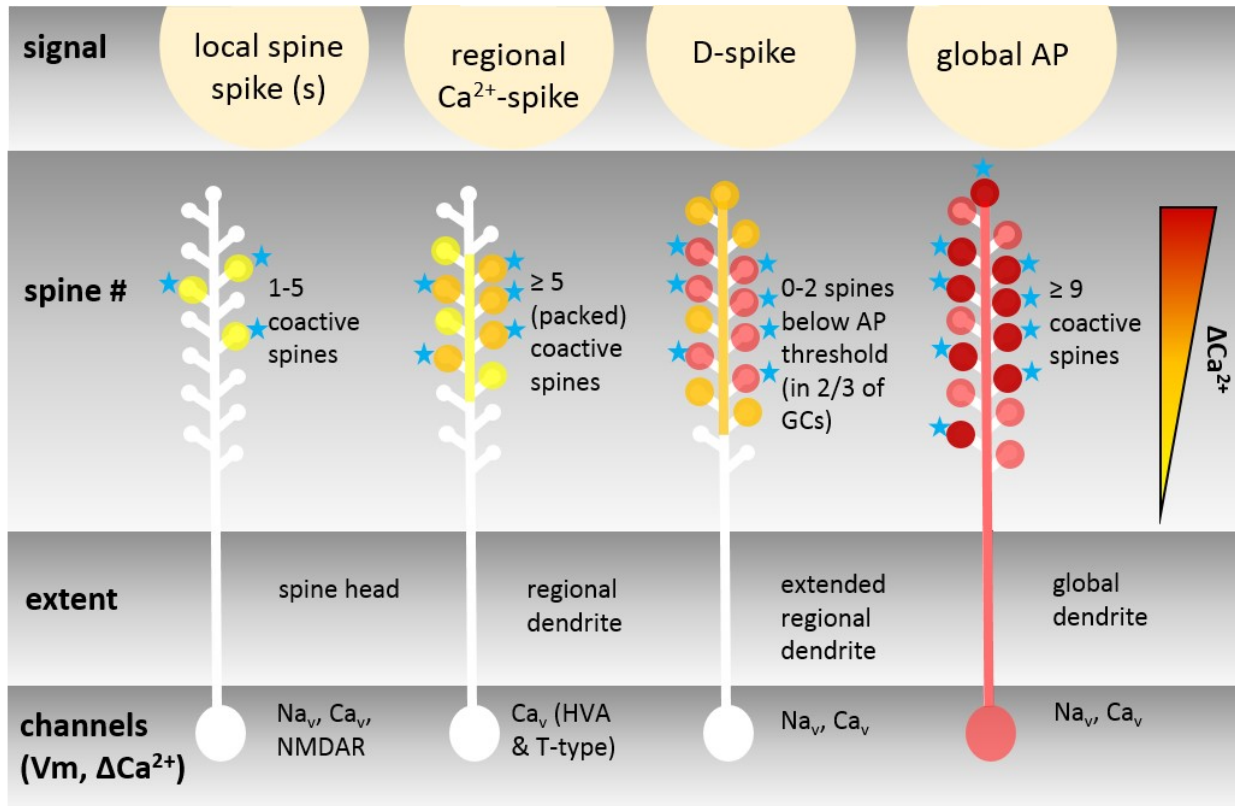 signal
local spine
spike (s)
regional
Ca²⁺-spike
D-spike
global AP
spine #
1-5
coactive
spines
≥ 5
(packed)
coactive
spines
0-2 spines
below AP
threshold
(in 2/3 of
GCs)
≥ 9
coactive
spines
ΔCa²⁺
extent
spine head
regional
dendrite
extended
regional
dendrite
global
dendrite
channels
(Vm, ΔCa²⁺)
Naᵥ, Caᵥ,
NMDAR
Caᵥ (HVA
& T-type)
Naᵥ, Caᵥ
Naᵥ, Caᵥ